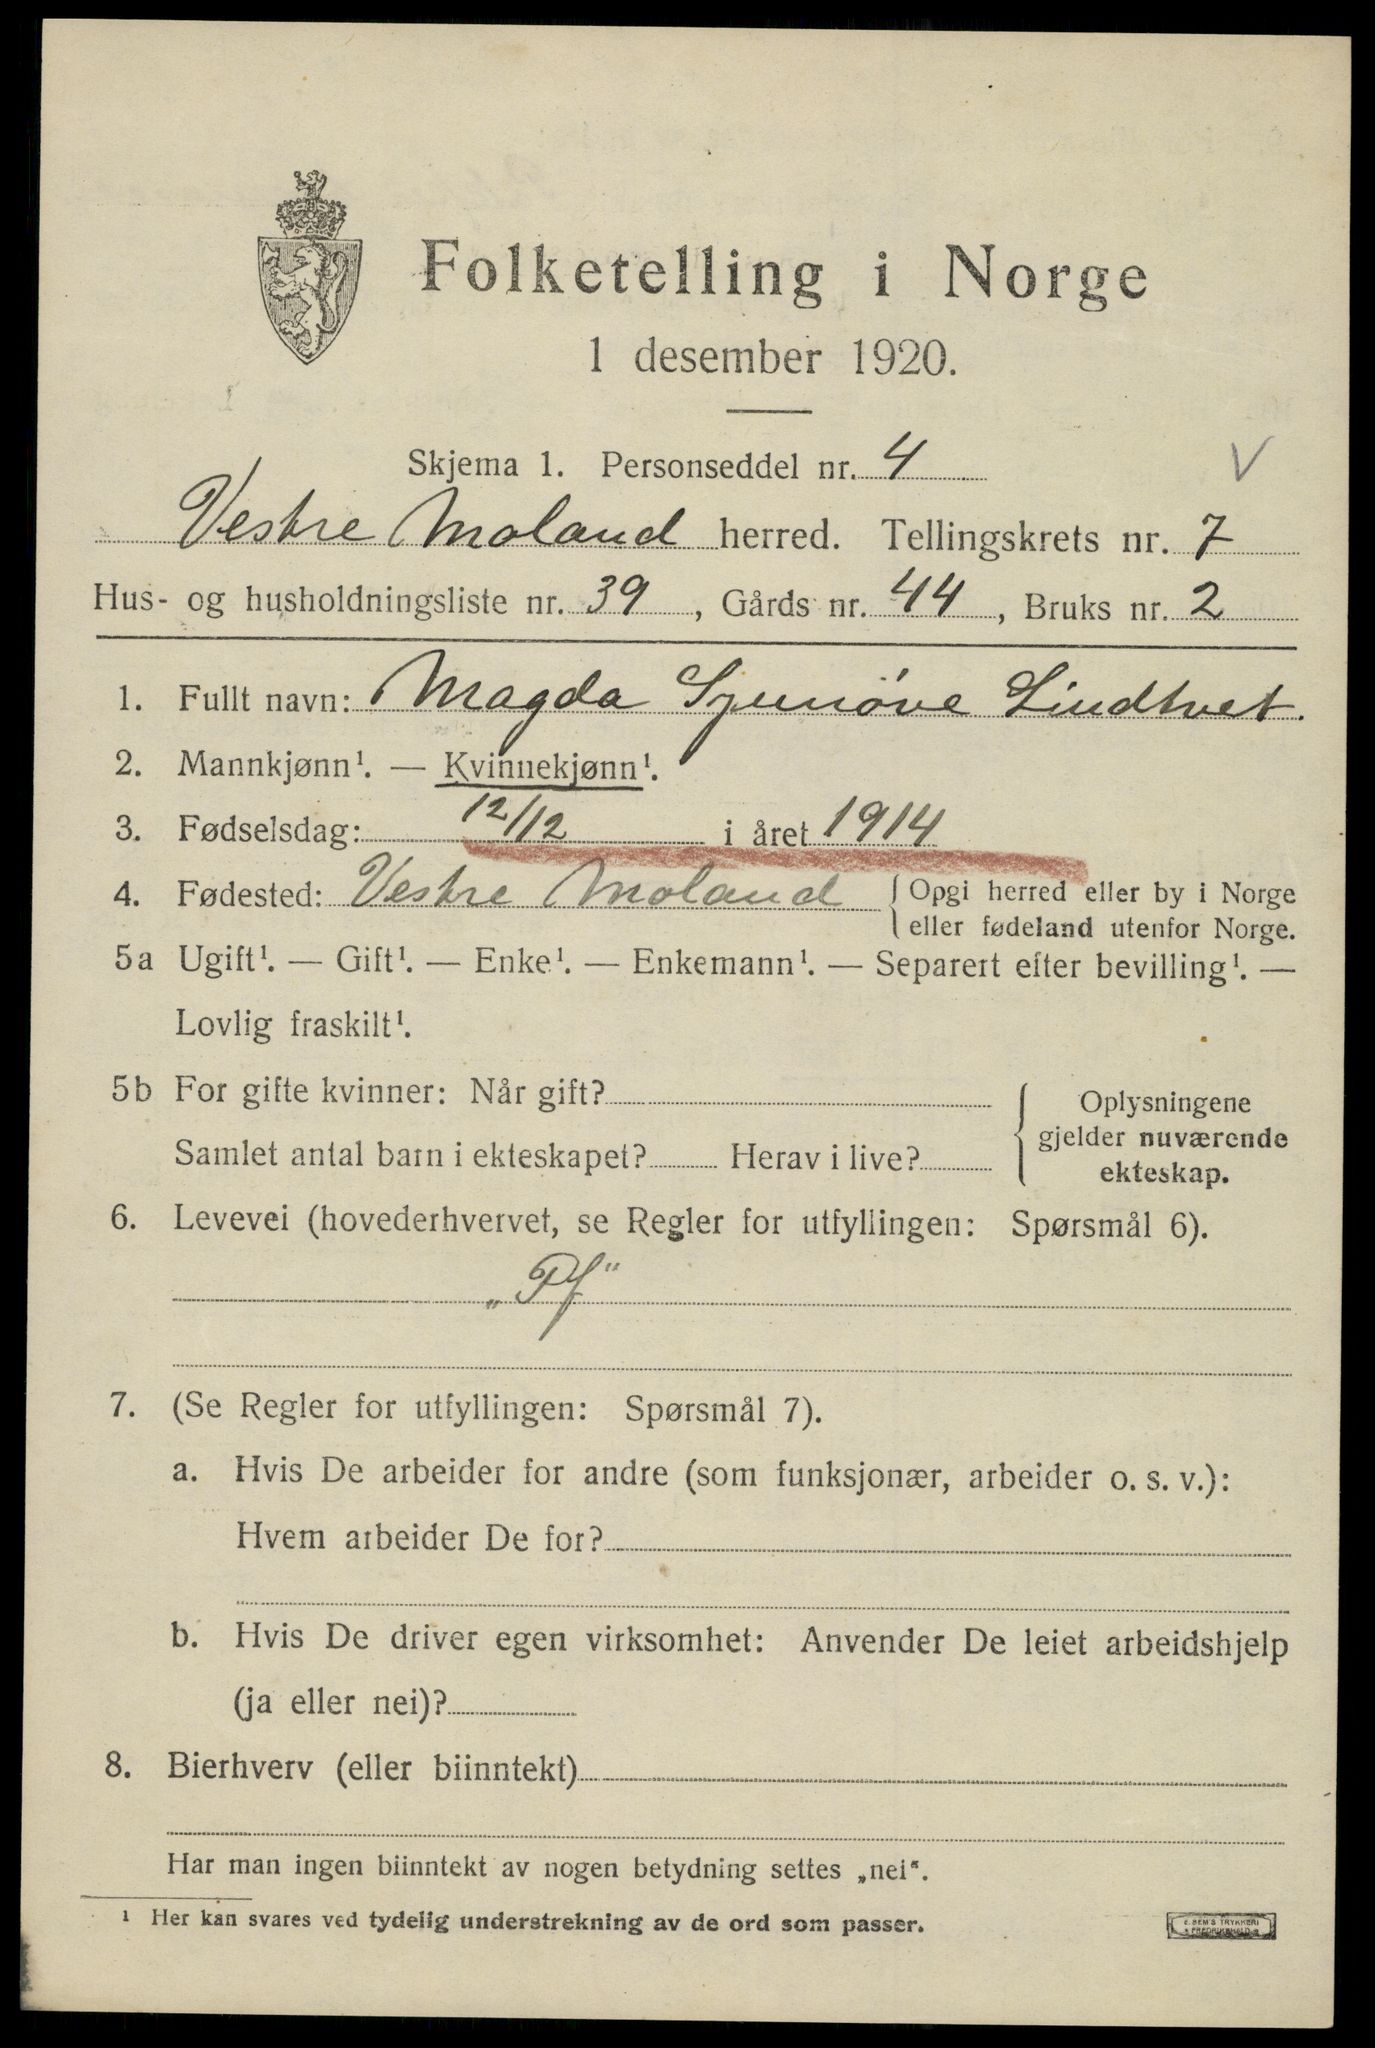 Folketelling i Norge
1 desember 1920.
Skjema 1. Personseddel nr. 4
V
Vestre Moland herred. Tellingskrets nr. 7
Hus- og husholdningsliste nr. 39, Gårds nr. 44, Bruks nr. 2
1. Fullt navn: Magda Synnøve Lindtvet.
2. Mannkjønn¹. — Kvinnekjønn¹.
3. Fødselsdag: 12/12 i året 1914
4. Fødested: Vestre Moland { Opgi herred eller by i Norge
eller fødeland utenfor Norge.
5a Ugift¹. — Gift¹. — Enke¹. — Enkemann¹. — Separert efter bevilling¹. —
Lovlig fraskilt¹.
5b For gifte kvinner: Når gift?
Samlet antal barn i ekteskapet? Herav i live?
{ Oplysningene
gjelder nuværende
ekteskap.
6. Levevei (hovederhvervet, se Regler for utfyllingen: Spørsmål 6).
„Pf“
7. (Se Regler for utfyllingen: Spørsmål 7).
a. Hvis De arbeider for andre (som funksjonær, arbeider o. s. v.):
Hvem arbeider De for?
b. Hvis De driver egen virksomhet: Anvender De leiet arbeidshjelp
(ja eller nei)?
8. Bierhverv (eller biinntekt)
Har man ingen biinntekt av nogen betydning settes „nei“.
¹ Her kan svares ved tydelig understrekning av de ord som passer.
E. SEM'S TRYKKERI
FREDRIKSHALD